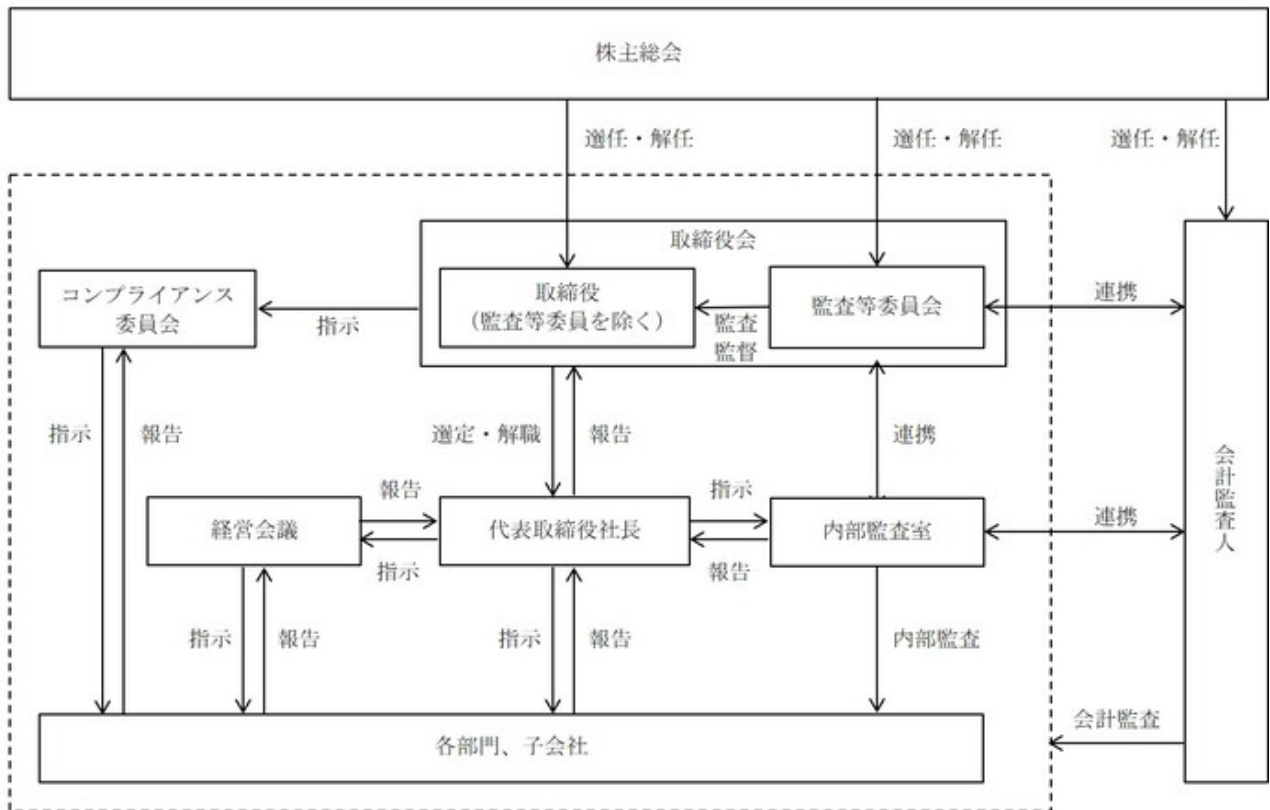 株主総会
選任・解任
選任・解任
選任・解任
取締役会
コンプライアンス
委員会
指示
取締役
（監査等委員を除く）
監査
監督
監査等委員会
連携
指示
報告
選定・解職
報告
連携
会計監査人
経営会議
報告
指示
代表取締役社長
指示
報告
内部監査室
連携
指示
報告
指示
報告
内部監査
各部門、子会社
会計監査